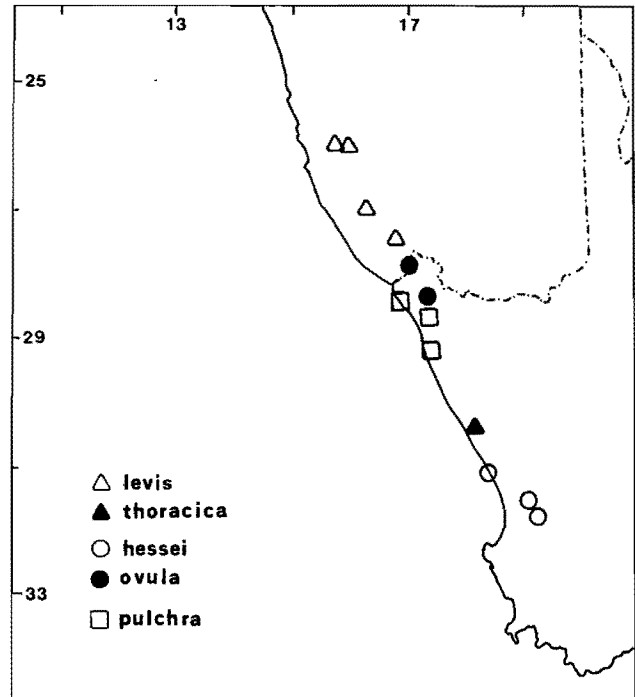 13 17
25
29
33
levis
thoracica
hessei
ovula
pulchra